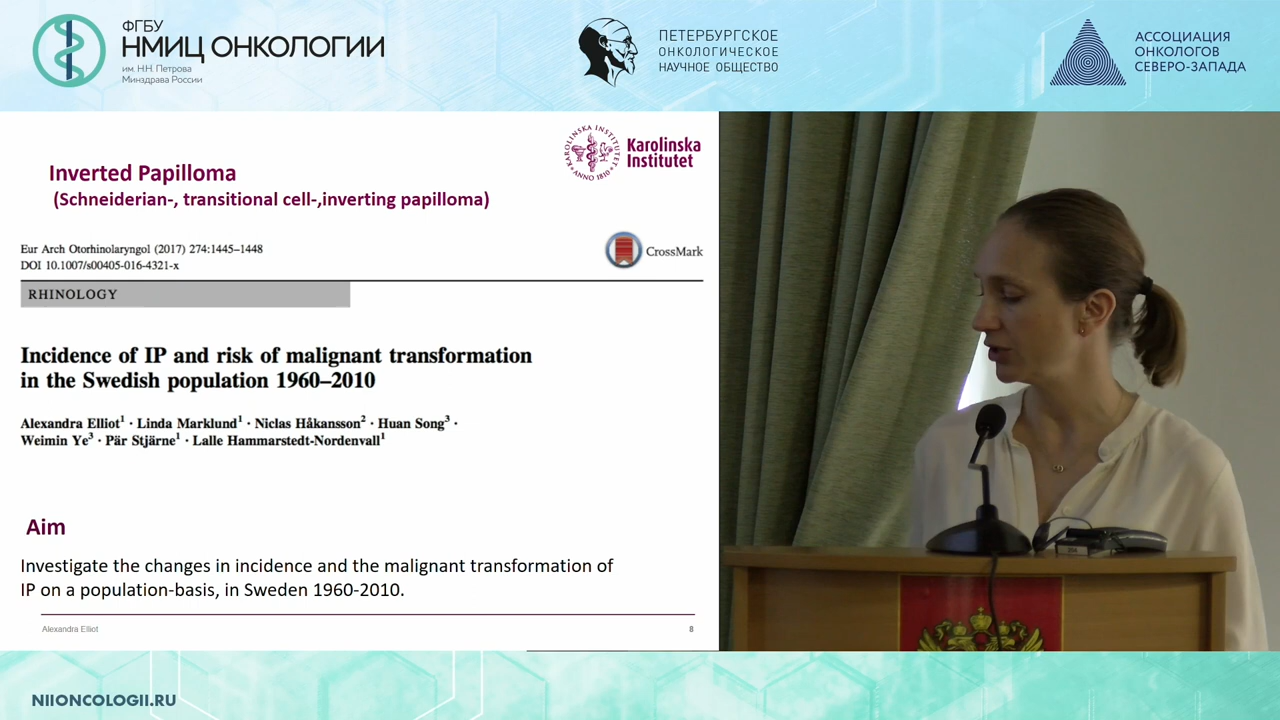 ФГБУ
НМИЦ ОНКОЛОГИИ
им. Н.Н. Петрова
Минздрава России
ПЕТЕРБУРГСКОЕ
ОНКОЛОГИЧЕСКОЕ
НАУЧНОЕ ОБЩЕСТВО
АССОЦИАЦИЯ
ОНКОЛОГОВ
СЕВЕРО-ЗАПАДА
KAROLINSKA INSTITUTET
ANNO 1810
Karolinska
Institutet
Inverted Papilloma
(Schneiderian-, transitional cell-,inverting papilloma)
Eur Arch Otorhinolaryngol (2017) 274:1445–1448
DOI 10.1007/s00405-016-4321-x
CrossMark
RHINOLOGY
Incidence of IP and risk of malignant transformation
in the Swedish population 1960–2010
Alexandra Elliot¹ · Linda Marklund¹ · Niclas Håkansson² · Huan Song³ ·
Weimin Ye³ · Pär Stjärne¹ · Lalle Hammarstedt-Nordenvall¹
Aim
Investigate the changes in incidence and the malignant transformation of
IP on a population-basis, in Sweden 1960-2010.
Alexandra Elliot
8
NIIONCOLOGII.RU